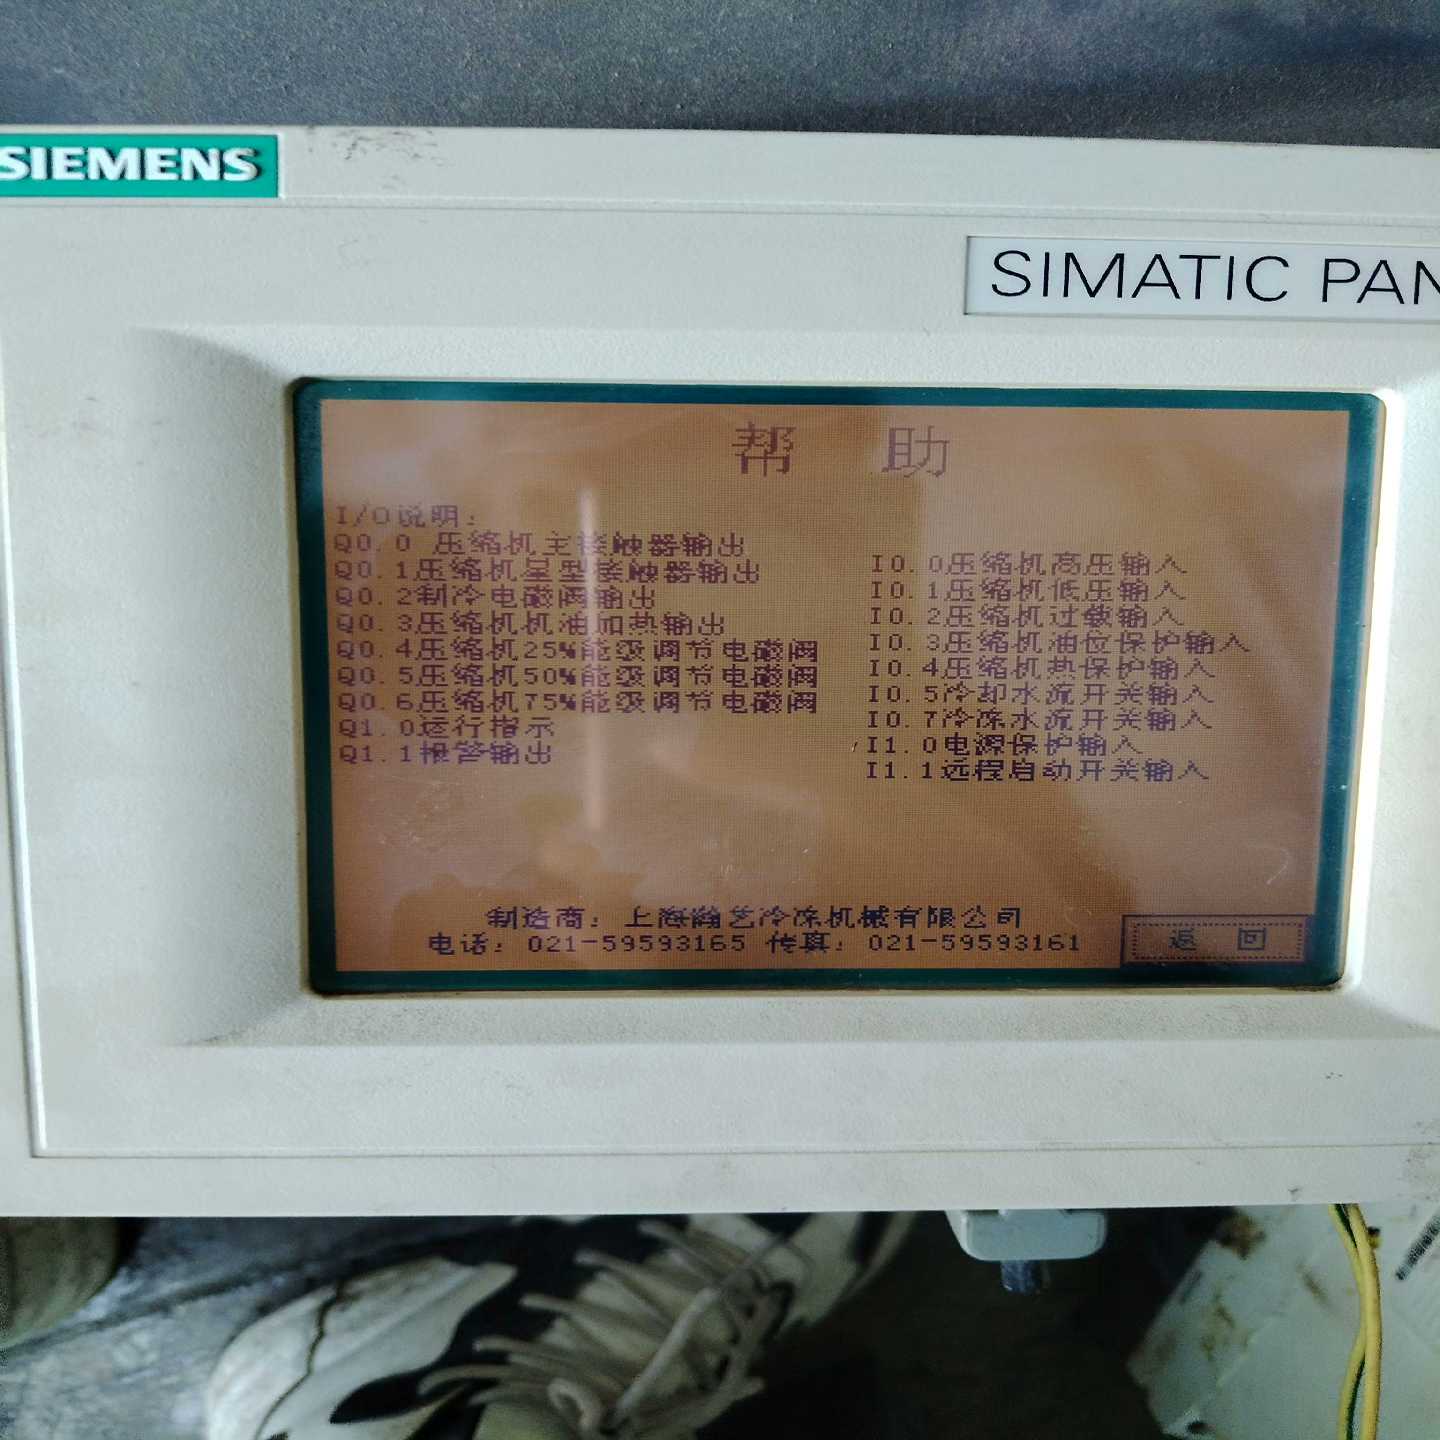 SIEMENS
SIMATIC PAN
帮 助
I/O说明:
Q0.0 压缩机主接触器输出
Q0.1压缩机星型接触器输出
Q0.2制冷电磁阀输出
Q0.3压缩机机油加热输出
Q0.4压缩机25%能级调节电磁阀
Q0.5压缩机50%能级调节电磁阀
Q0.6压缩机75%能级调节电磁阀
Q1.0运行指示
Q1.1报警输出
I0.0压缩机高压输入
I0.1压缩机低压输入
I0.2压缩机过载输入
I0.3压缩机油位保护输入
I0.4压缩机热保护输入
I0.5冷却水流开关输入
I0.7冷冻水流开关输入
I1.0电源保护输入
I1.1远程启动开关输入
制造商: 上海瀚艺冷冻机械有限公司
电话: 021-59593165 传真: 021-59593161
返 回